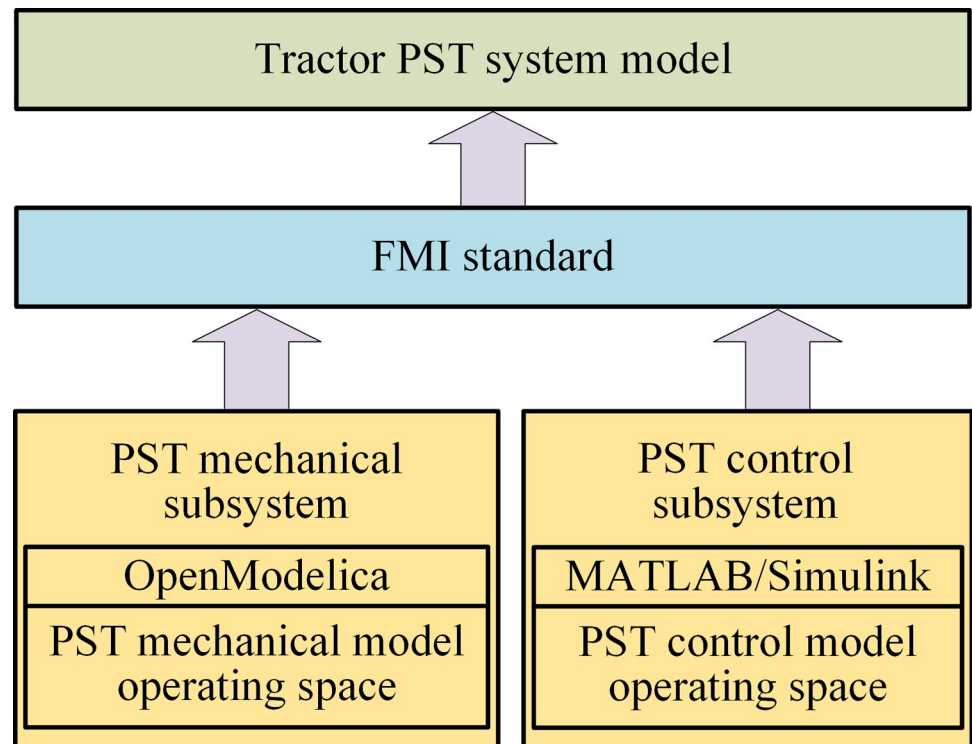 Tractor PST system model
FMI standard
PST mechanical
subsystem
OpenModelica
PST mechanical model
operating space
PST control
subsystem
MATLAB/Simulink
PST control model
operating space